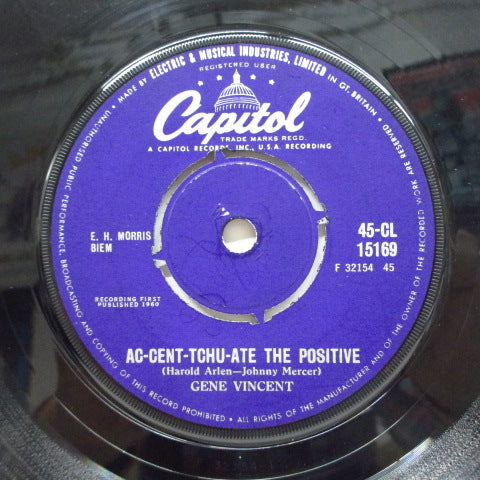 MADE BY ELECTRIC & MUSICAL INDUSTRIES, LIMITED IN GT. BRITAIN •
REGISTERED USER
Capitol
TRADE MARKS REGD.
A CAPITOL RECORDS, INC., U.S.A. RECORDING
E. H. MORRIS
BIEM
45-CL
15169
F 32154 45
RECORDING FIRST
PUBLISHED 1960
AC-CENT-TCHU-ATE THE POSITIVE
(Harold Arlen—Johnny Mercer)
GENE VINCENT
ALL RIGHTS OF THE MANUFACTURER AND OF THE OWNER OF THE RECORDED WORK ARE RESERVED •
UNAUTHORISED PUBLIC PERFORMANCE, BROADCASTING AND COPYING OF THIS RECORD PROHIBITED •